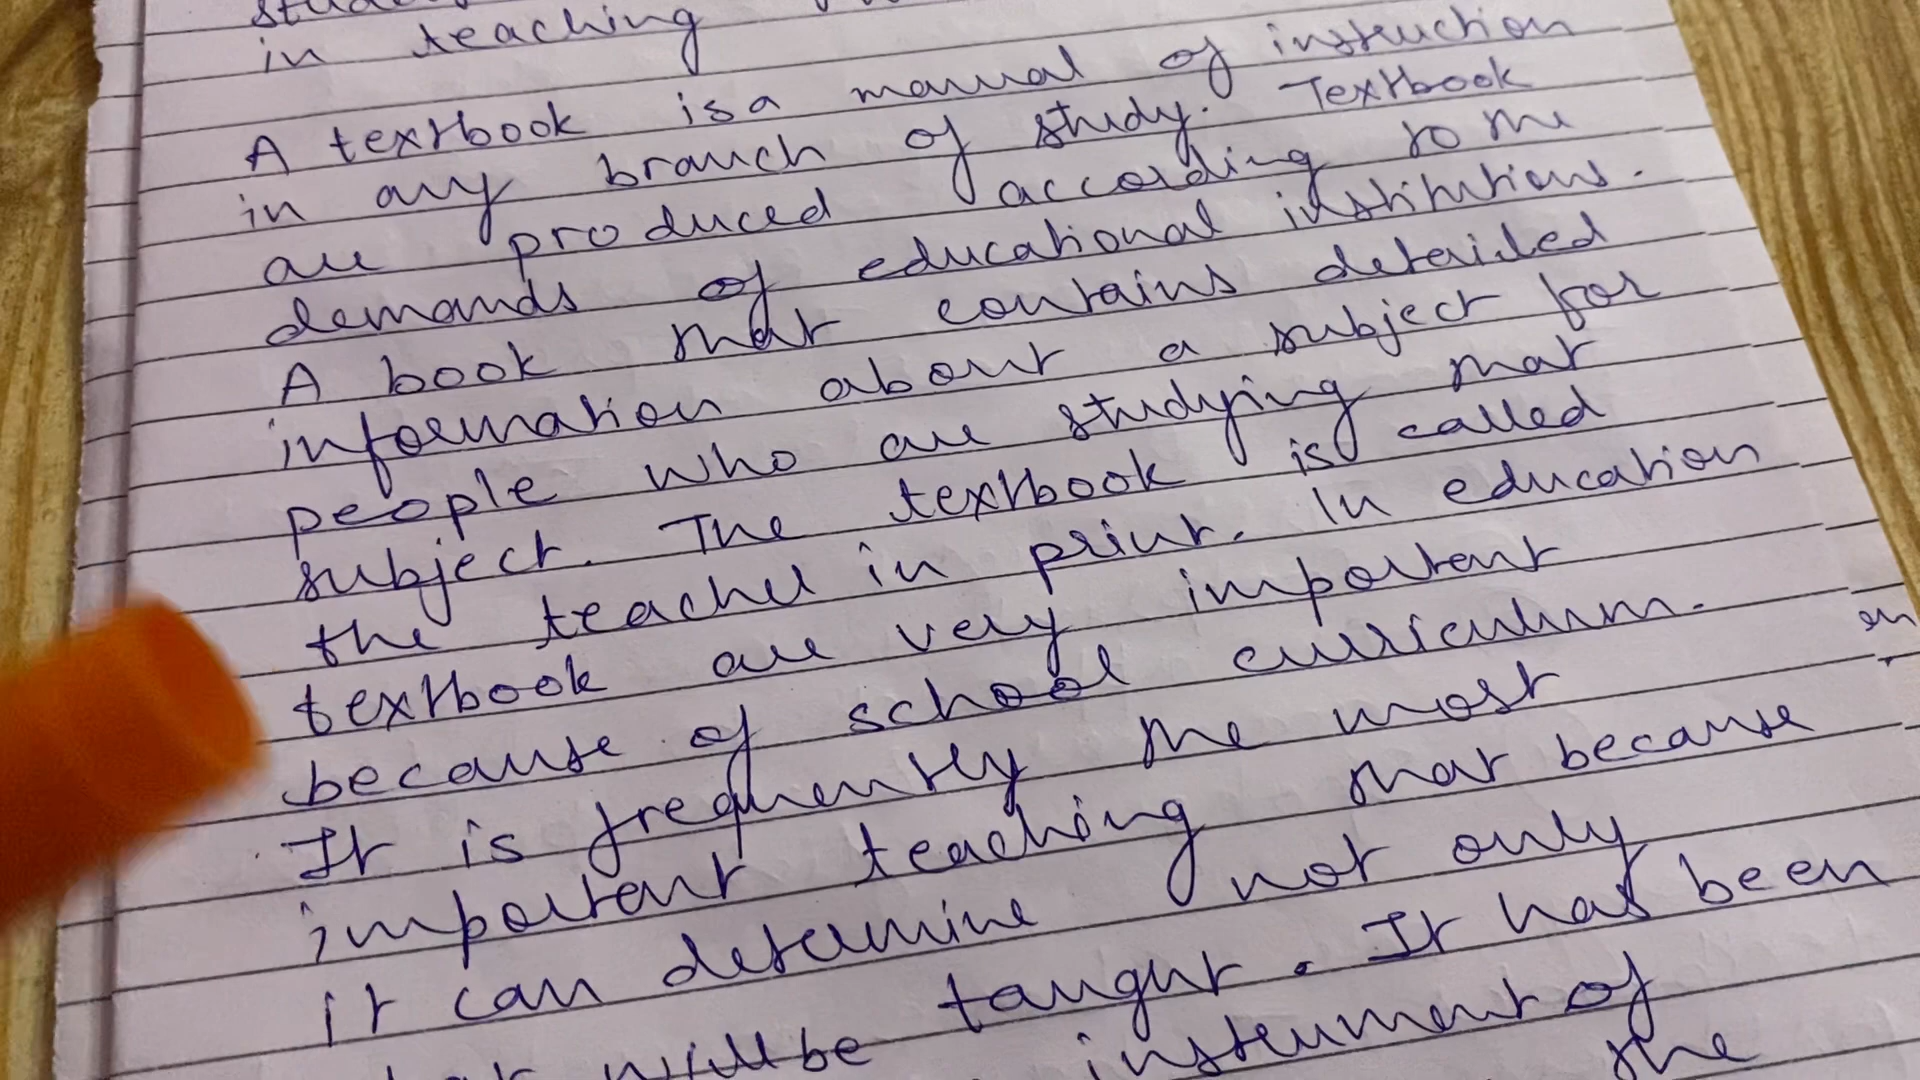 in teaching
A textbook is a manual of instruction
in any branch of study. Textbook
are produced according to the
demands of educational institutions.
A book that contains detailed
information about a subject for
people who are studying that
subject. The textbook is called
the teacher in print. In education
textbook are very important
because of school curriculum.
It is frequently the most
important teaching that because
it can determine not only
will be taught. It has been
instrument of
the